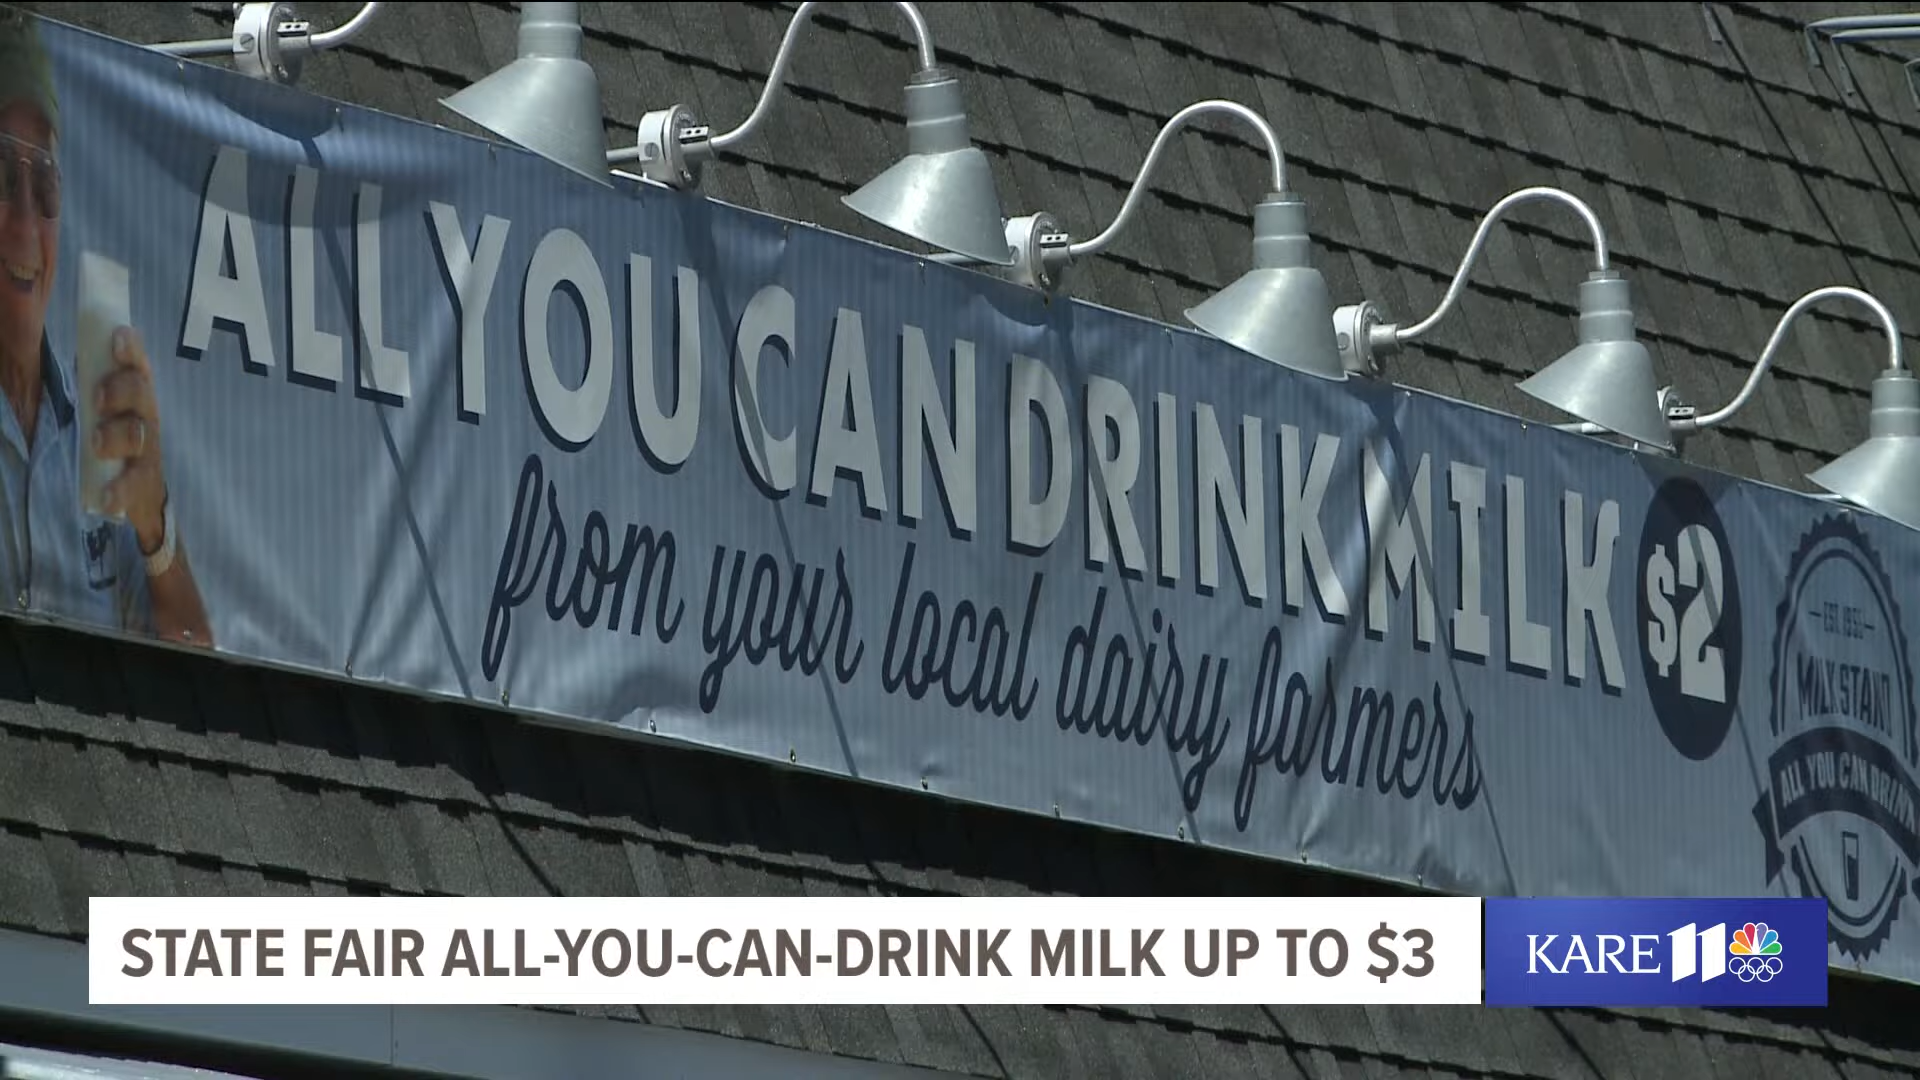 ALL YOU CAN DRINK MILK $2
from your local dairy farmers
MILK STAND
ALL YOU CAN DRINK
STATE FAIR ALL-YOU-CAN-DRINK MILK UP TO $3
KARE 11